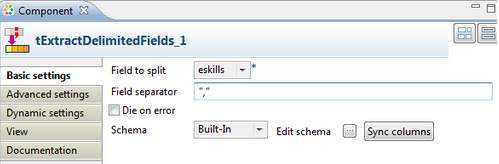 Component
tExtractDelimitedFields_1
Basic settings
Advanced settings
Dynamic settings
View
Documentation
Field to split eskills *
Field separator ","
Die on error
Schema Built-In Edit schema ... Sync columns